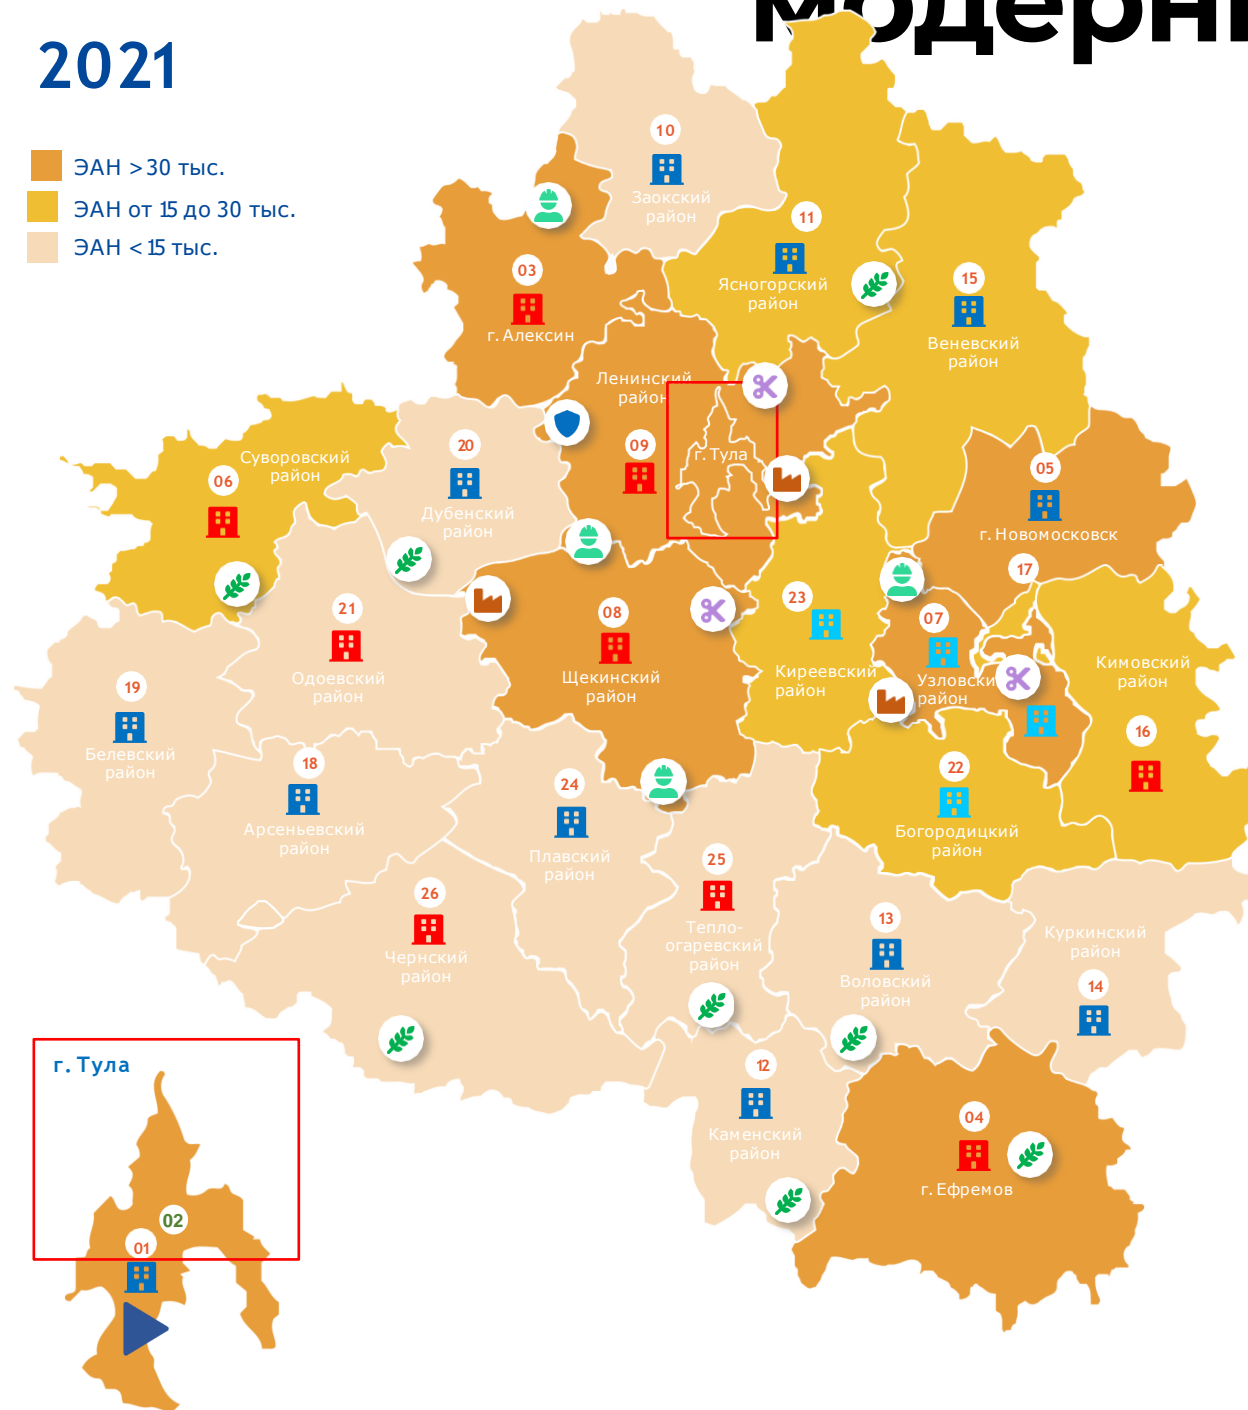 модерн
2021
ЭАН >30 тыс.
ЭАН от 15 до 30 тыс.
ЭАН <15 тыс.
10
Заокский
район
11
Ясногорский
район
03
г. Алексин
15
Веневский
район
Ленинский
район
09
г. Тула
20
Дубенский
район
Суворовский
район
06
05
г. Новомосковск
17
21
Одоевский
район
08
Щекинский
район
23
Киреевский
район
07
Узловски
район
Кимовский
район
16
19
Белевский
район
18
Арсеньевский
район
24
Плавский
район
22
Богородицкий
район
25
Тепло-
огаревский
район
26
Чернский
район
13
Воловский
район
Куркинский
район
14
12
Каменский
район
04
г. Ефремов
г. Тула
02
01